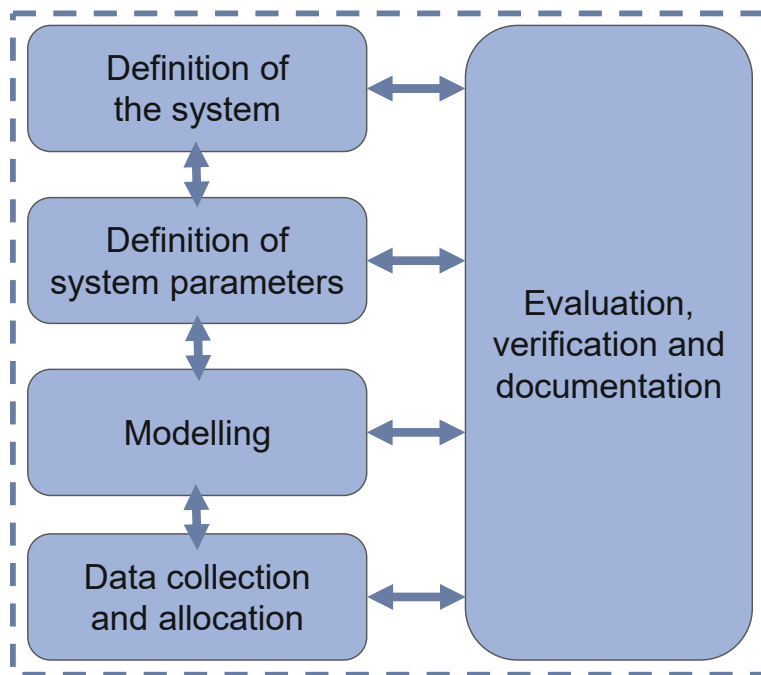 Definition of
the system
Definition of
system parameters
Modelling
Data collection
and allocation
Evaluation,
verification and
documentation